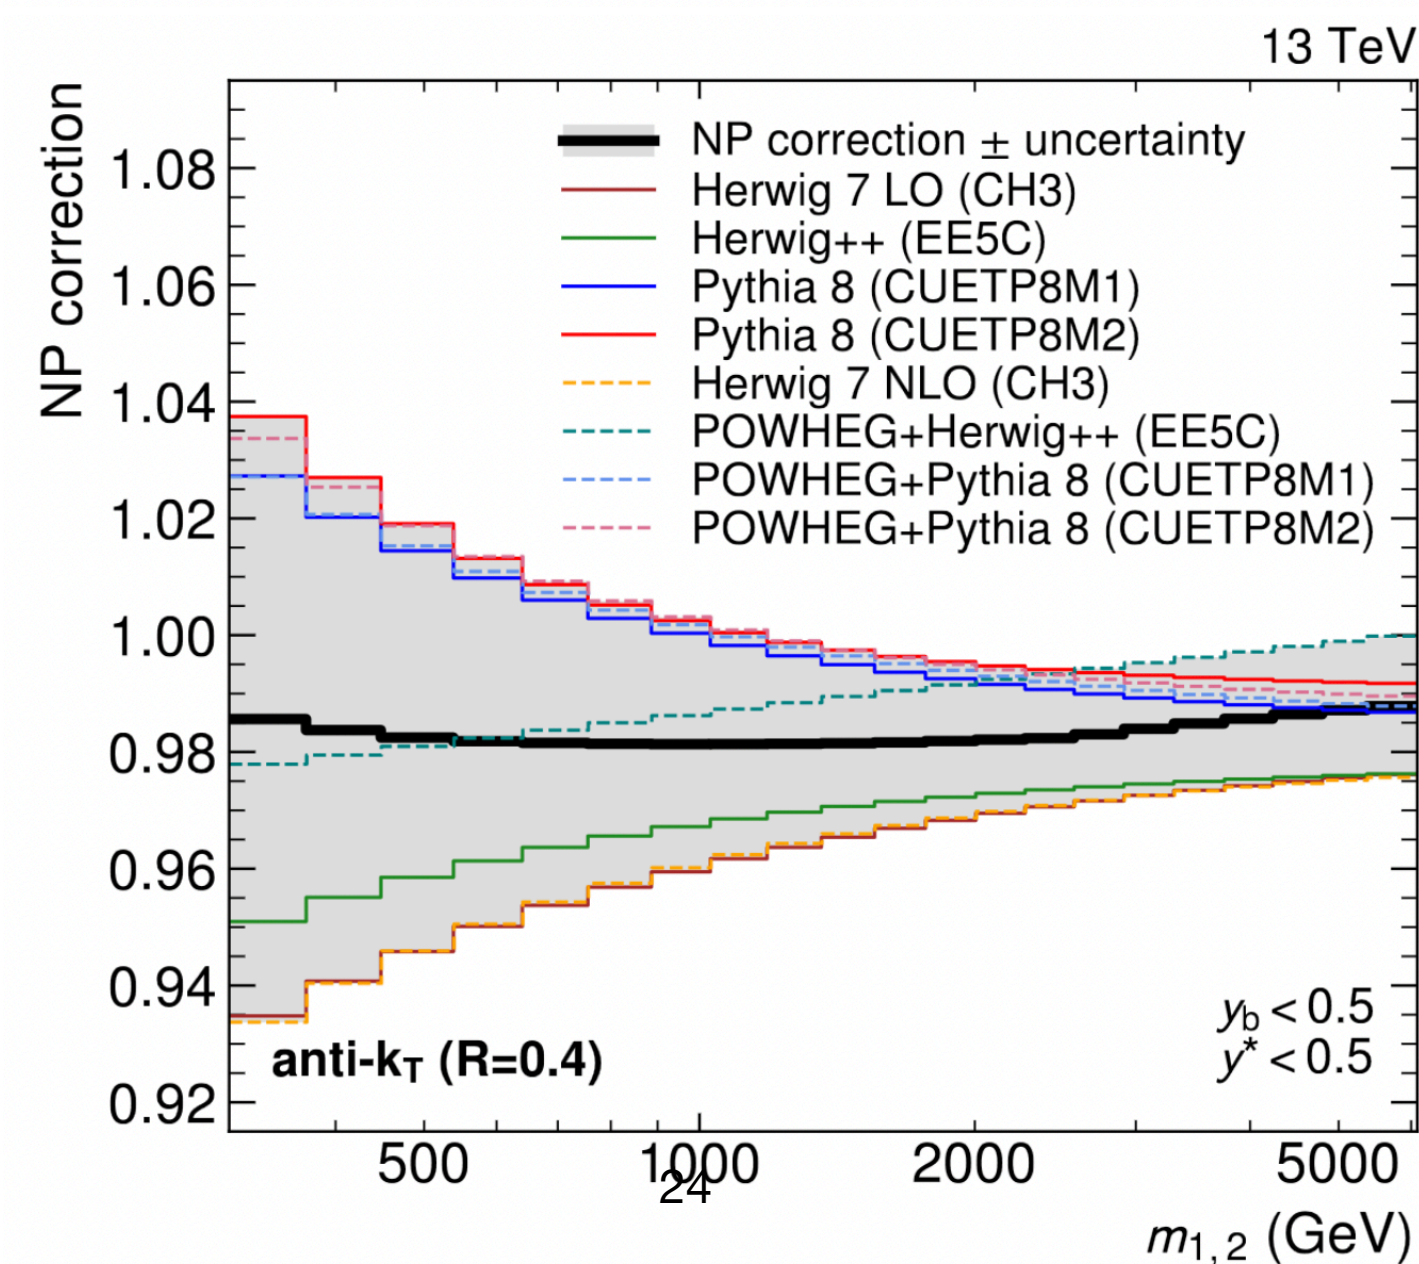 13 TeV
NP correction
1.08
1.06
1.04
1.02
1.00
0.98
0.96
0.94
0.92
NP correction ± uncertainty
Herwig 7 LO (CH3)
Herwig++ (EE5C)
Pythia 8 (CUETP8M1)
Pythia 8 (CUETP8M2)
Herwig 7 NLO (CH3)
POWHEG+Herwig++ (EE5C)
POWHEG+Pythia 8 (CUETP8M1)
POWHEG+Pythia 8 (CUETP8M2)
y_b < 0.5
y* < 0.5
anti-k_T (R=0.4)
500 1000 2000 5000
24
m_{1,2} (GeV)